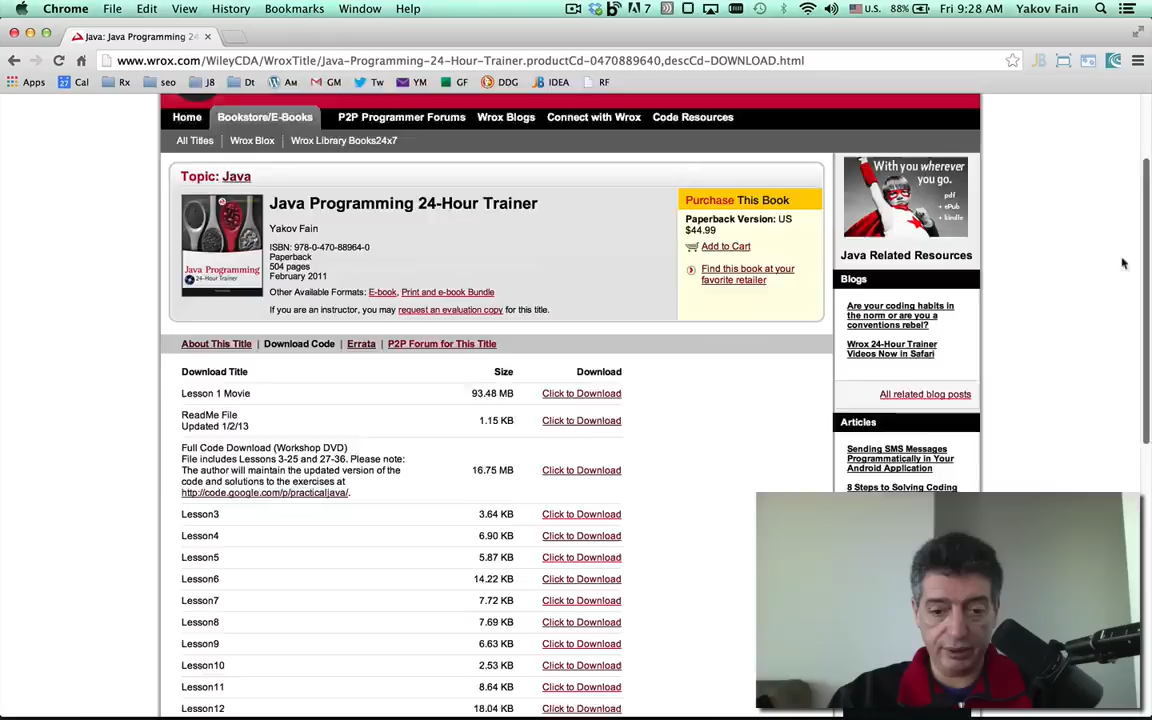 Chrome File Edit View History Bookmarks Window Help 7 U.S. 88% Fri 9:28 AM Yakov Fain
Java: Java Programming 2
www.wrox.com/WileyCDA/WroxTitle/Java-Programming-24-Hour-Trainer.productCd-0470889640,descCd-DOWNLOAD.html
Apps 27 Cal Rx seo J8 Dt Am GM Tw YM GF DDG IDEA RF
Home Bookstore/E-Books P2P Programmer Forums Wrox Blogs Connect with Wrox Code Resources
All Titles Wrox Blox Wrox Library Books24x7
Topic: Java
Java Programming 24-Hour Trainer
Yakov Fain
ISBN: 978-0-470-88964-0
Paperback
504 pages
February 2011
Other Available Formats: E-book, Print and e-book Bundle
If you are an instructor, you may request an evaluation copy for this title.
Java Programming
24-Hour Trainer
Purchase This Book
Paperback Version: US
$44.99
Add to Cart
Find this book at your
favorite retailer
With you wherever
you go.
pdf
+ ePub
+ kindle
Java Related Resources
Blogs
Are your coding habits in
the norm or are you a
conventions rebel?
Wrox 24-Hour Trainer
Videos Now in Safari
All related blog posts
Articles
Sending SMS Messages
Programmatically in Your
Android Application
8 Steps to Solving Coding
About This Title | Download Code | Errata | P2P Forum for This Title
Download Title Size Download
Lesson 1 Movie 93.48 MB Click to Download
ReadMe File
Updated 1/2/13 1.15 KB Click to Download
Full Code Download (Workshop DVD)
File includes Lessons 3-25 and 27-36. Please note:
The author will maintain the updated version of the 16.75 MB Click to Download
code and solutions to the exercises at
http://code.google.com/p/practicaljava/.
Lesson3 3.64 KB Click to Download
Lesson4 6.90 KB Click to Download
Lesson5 5.87 KB Click to Download
Lesson6 14.22 KB Click to Download
Lesson7 7.72 KB Click to Download
Lesson8 7.69 KB Click to Download
Lesson9 6.63 KB Click to Download
Lesson10 2.53 KB Click to Download
Lesson11 8.64 KB Click to Download
Lesson12 18.04 KB Click to Download